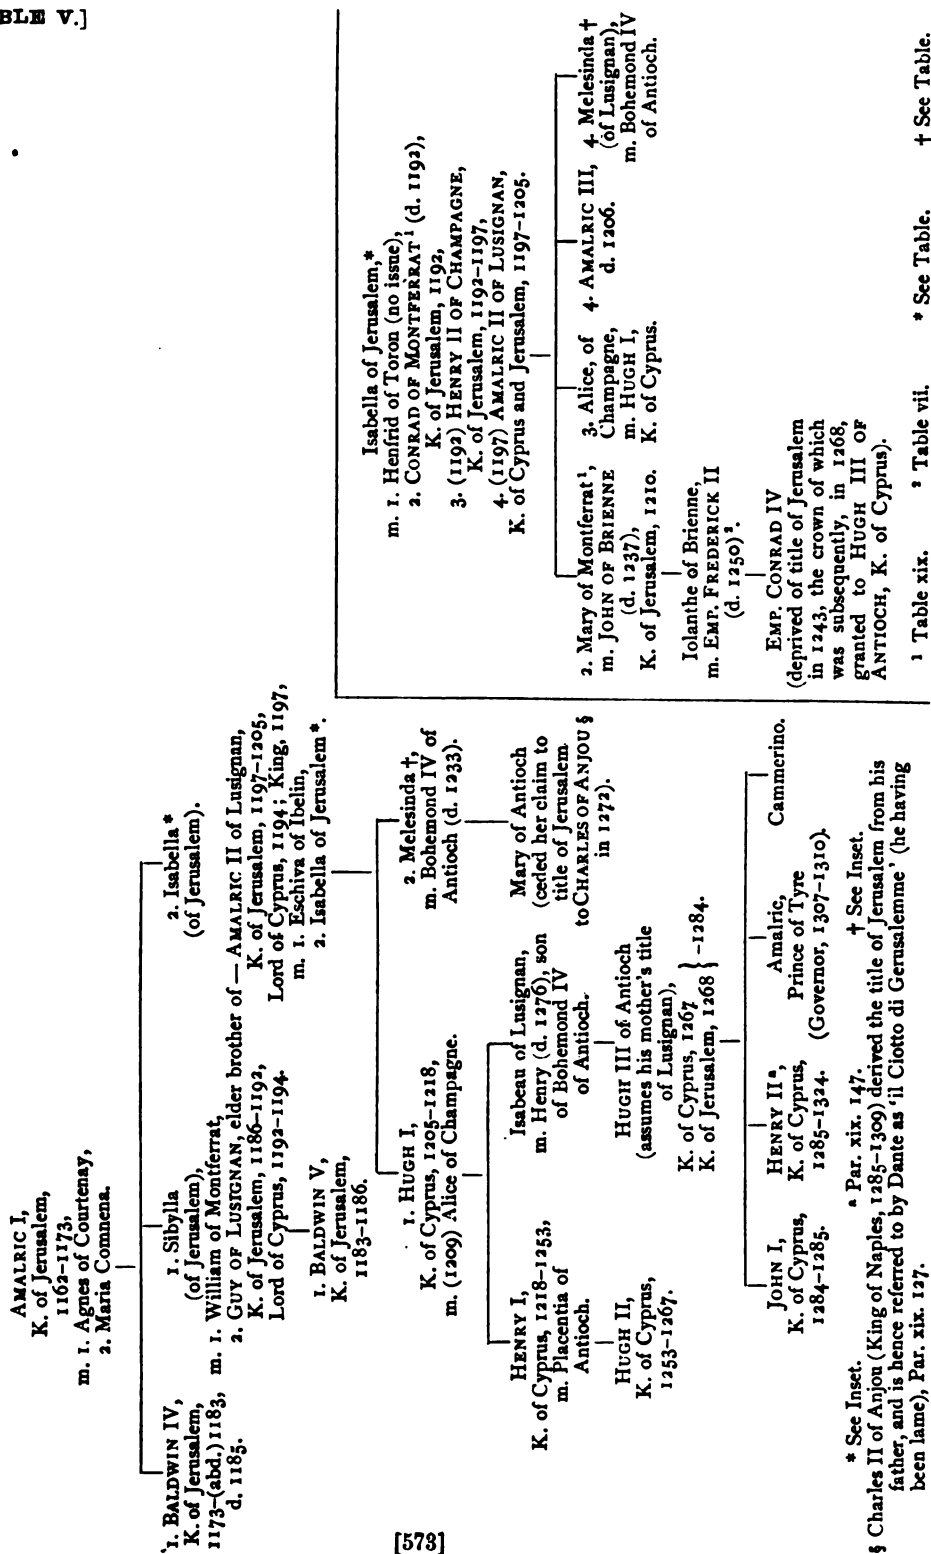 BLE V.]
AMALRIC I,
K. of Jerusalem,
1162–1173,
m. 1. Agnes of Courtenay,
2. Maria Comnena.
1. BALDWIN IV,
K. of Jerusalem,
1173–(abd.) 1183,
d. 1185.
1. Sibylla
(of Jerusalem),
m. 1. William of Montferrat,
2. GUY OF LUSIGNAN, elder brother of — AMALRIC II of Lusignan,
K. of Jerusalem, 1186–1192,
Lord of Cyprus, 1192–1194.
2. Isabella *
(of Jerusalem).
K. of Jerusalem, 1197–1205,
Lord of Cyprus, 1194; King, 1197,
m. 1. Eschiva of Ibelin,
2. Isabella of Jerusalem *.
1. BALDWIN V,
K. of Jerusalem,
1183–1186.
1. HUGH I,
K. of Cyprus, 1205–1218,
m. (1209) Alice of Champagne.
2. Melesinda †,
m. Bohemond IV of
Antioch (d. 1233).
HENRY I,
K. of Cyprus, 1218–1253,
m. Placentia of
Antioch.
Isabeau of Lusignan,
m. Henry (d. 1276), son
of Bohemond IV
of Antioch.
Mary of Antioch
(ceded her claim to
title of Jerusalem
to CHARLES OF ANJOU §
in 1272).
HUGH II,
K. of Cyprus,
1253–1267.
HUGH III of Antioch
(assumes his mother's title
of Lusignan),
K. of Cyprus, 1267
K. of Jerusalem, 1268 } –1284.
JOHN I,
K. of Cyprus,
1284–1285.
HENRY II ª,
K. of Cyprus,
1285–1324.
Amalric,
Prince of Tyre
(Governor, 1307–1310).
Cammerino.
* See Inset. ª Par. xix. 147. † See Inset.
§ Charles II of Anjou (King of Naples, 1285–1309) derived the title of Jerusalem from his
father, and is hence referred to by Dante as 'il Ciotto di Gerusalemme' (he having
been lame), Par. xix. 127.
Isabella of Jerusalem,*
m. 1. Henfrid of Toron (no issue),
2. CONRAD OF MONTFERRAT ¹ (d. 1192),
K. of Jerusalem, 1192,
3. (1192) HENRY II OF CHAMPAGNE,
K. of Jerusalem, 1192–1197,
4. (1197) AMALRIC II OF LUSIGNAN,
K. of Cyprus and Jerusalem, 1197–1205.
2. Mary of Montferrat ¹,
m. JOHN OF BRIENNE
(d. 1237),
K. of Jerusalem, 1210.
3. Alice, of
Champagne,
m. HUGH I,
K. of Cyprus.
4. AMALRIC III,
d. 1206.
4. Melesinda †
(of Lusignan),
m. Bohemond IV
of Antioch.
Iolanthe of Brienne,
m. EMP. FREDERICK II
(d. 1250) ².
EMP. CONRAD IV
(deprived of title of Jerusalem
in 1243, the crown of which
was subsequently, in 1268,
granted to HUGH III OF
ANTIOCH, K. of Cyprus).
¹ Table xix. ² Table vii. * See Table. † See Table.
[573]